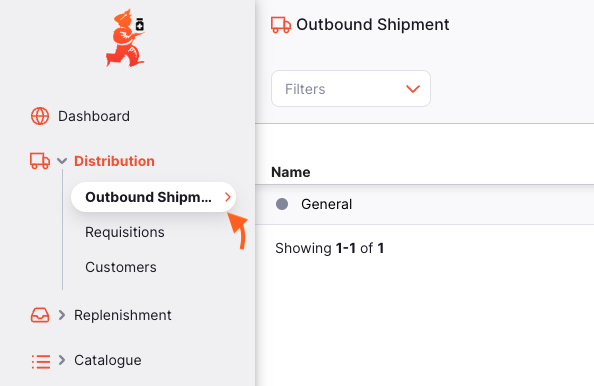 Outbound Shipment
Filters
Dashboard
Distribution
Outbound Shipm...
Requisitions
Customers
Replenishment
Catalogue
Name
General
Showing 1-1 of 1